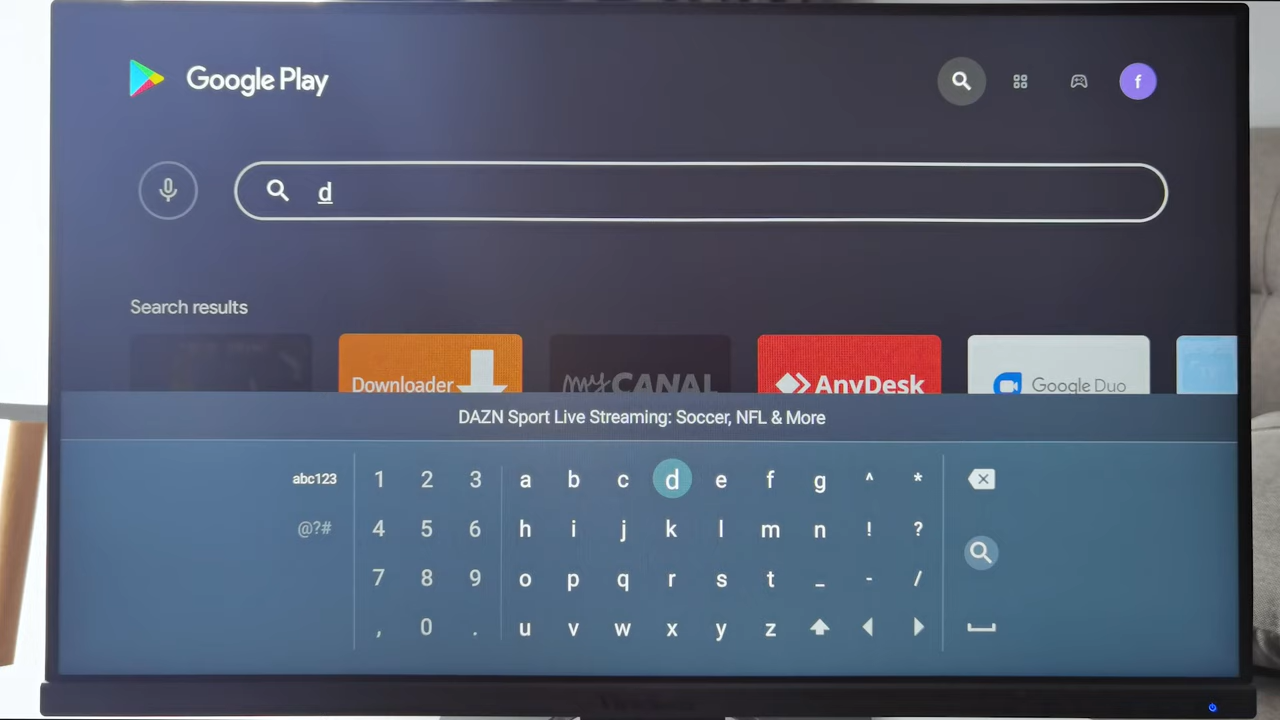 Google Play
f
d
Search results
Downloader
my CANAL
AnyDesk
Google Duo
DAZN Sport Live Streaming: Soccer, NFL & More
abc123 1 2 3 a b c d e f g ^ *
@?# 4 5 6 h i j k l m n ! ?
7 8 9 o p q r s t _ - /
, 0 . u v w x y z